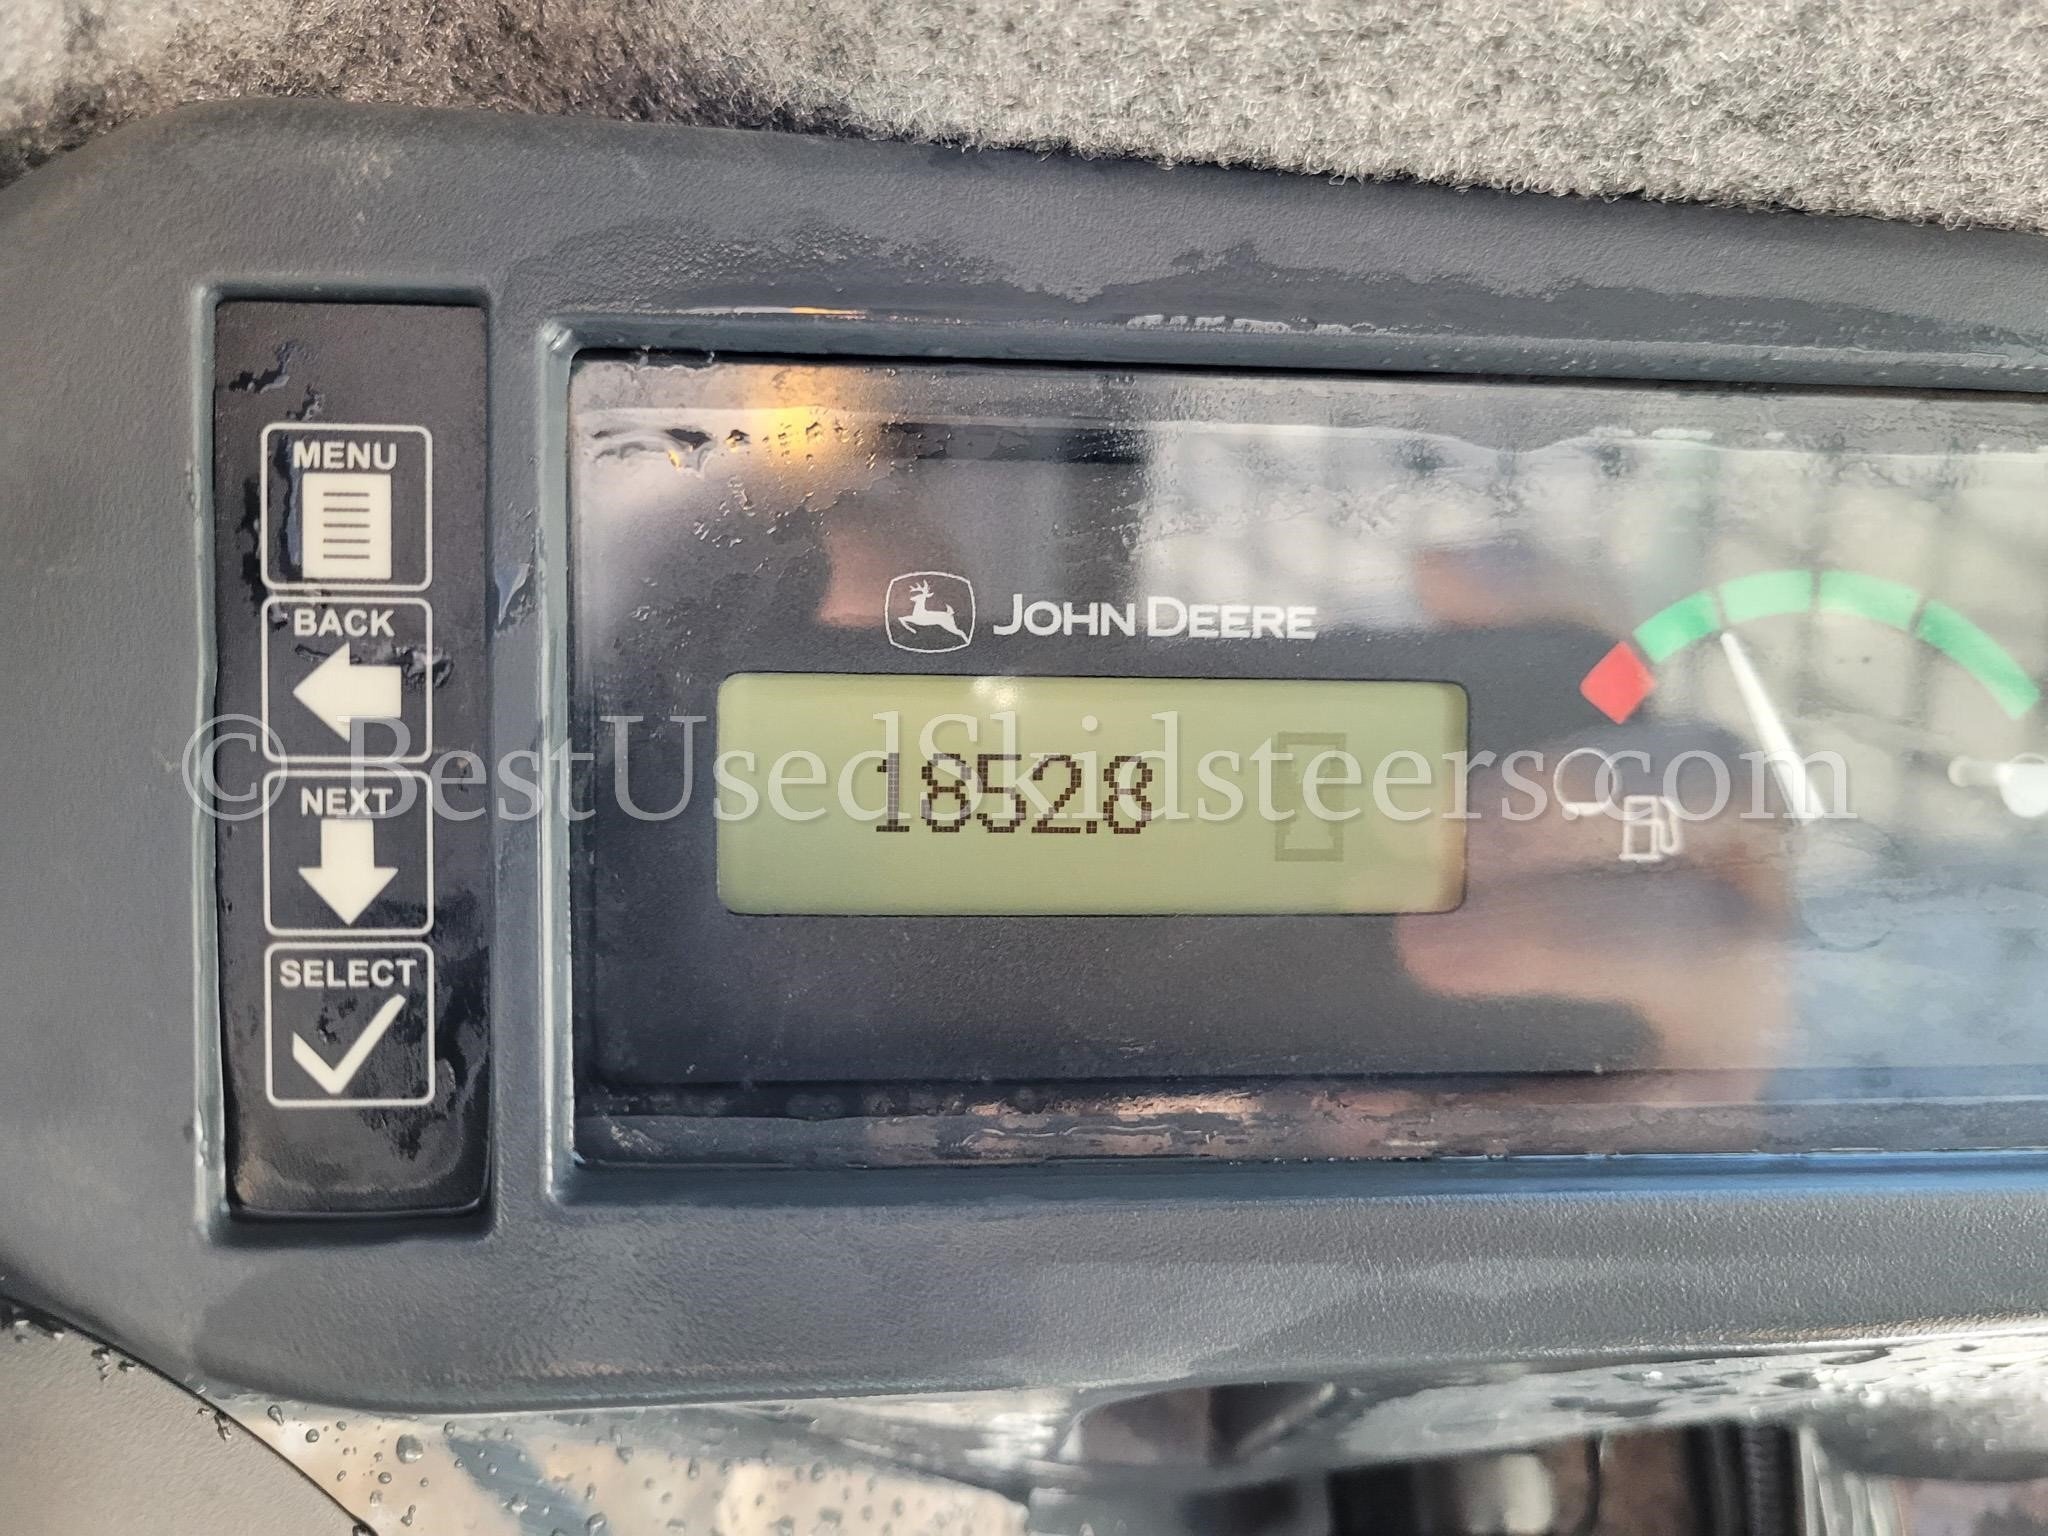 MENU
BACK
NEXT
SELECT
JOHN DEERE
1852.8
© BestUsedSkidsteers.com